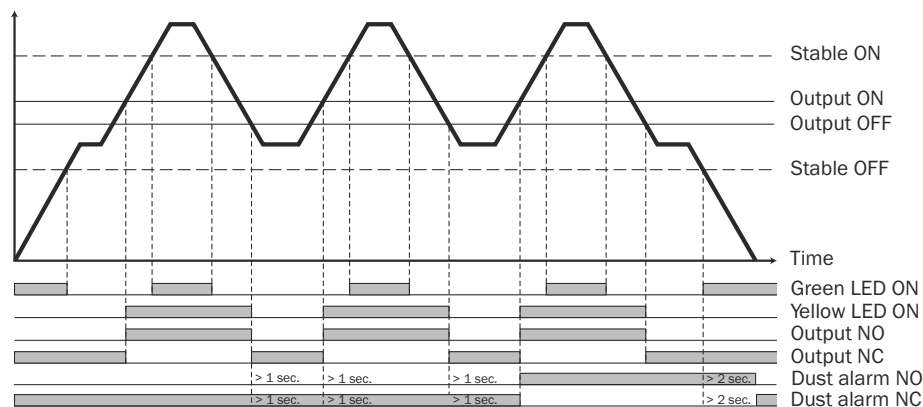 Stable ON
Output ON
Output OFF
Stable OFF
Time
Green LED ON
Yellow LED ON
Output NO
Output NC
> 1 sec. > 1 sec. > 1 sec. > 2 sec. Dust alarm NO
> 1 sec. > 1 sec. > 1 sec. > 2 sec. Dust alarm NC